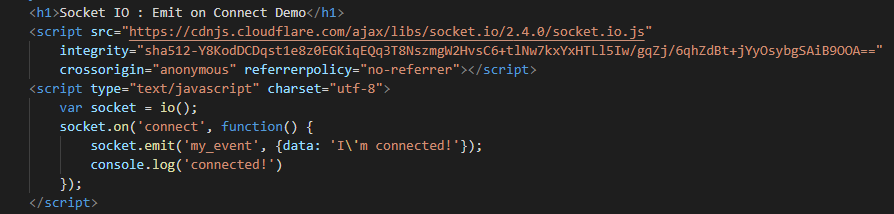 <h1>Socket IO : Emit on Connect Demo</h1>
<script src="https://cdnjs.cloudflare.com/ajax/libs/socket.io/2.4.0/socket.io.js"
integrity="sha512-Y8KodDCDqst1e8z0EGKiqEQq3T8NszmgW2HvsC6+tlNw7kxYxHTLl5Iw/gqZj/6qhZdBt+jYyOsybgSAiB9OOA=="
crossorigin="anonymous" referrerpolicy="no-referrer"></script>
<script type="text/javascript" charset="utf-8">
var socket = io();
socket.on('connect', function() {
socket.emit('my_event', {data: 'I\'m connected!'});
console.log('connected!')
});
</script>